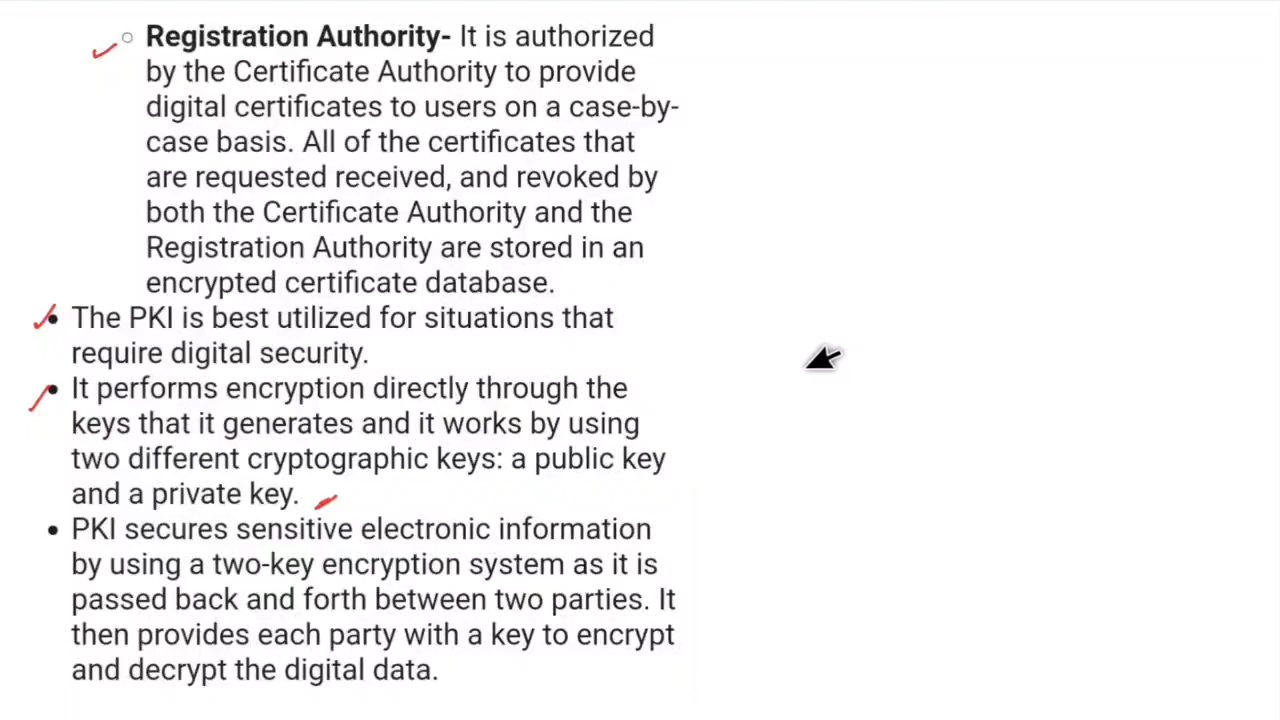 Registration Authority- It is authorized
by the Certificate Authority to provide
digital certificates to users on a case-by-
case basis. All of the certificates that
are requested received, and revoked by
both the Certificate Authority and the
Registration Authority are stored in an
encrypted certificate database.
The PKI is best utilized for situations that
require digital security.
It performs encryption directly through the
keys that it generates and it works by using
two different cryptographic keys: a public key
and a private key.
PKI secures sensitive electronic information
by using a two-key encryption system as it is
passed back and forth between two parties. It
then provides each party with a key to encrypt
and decrypt the digital data.